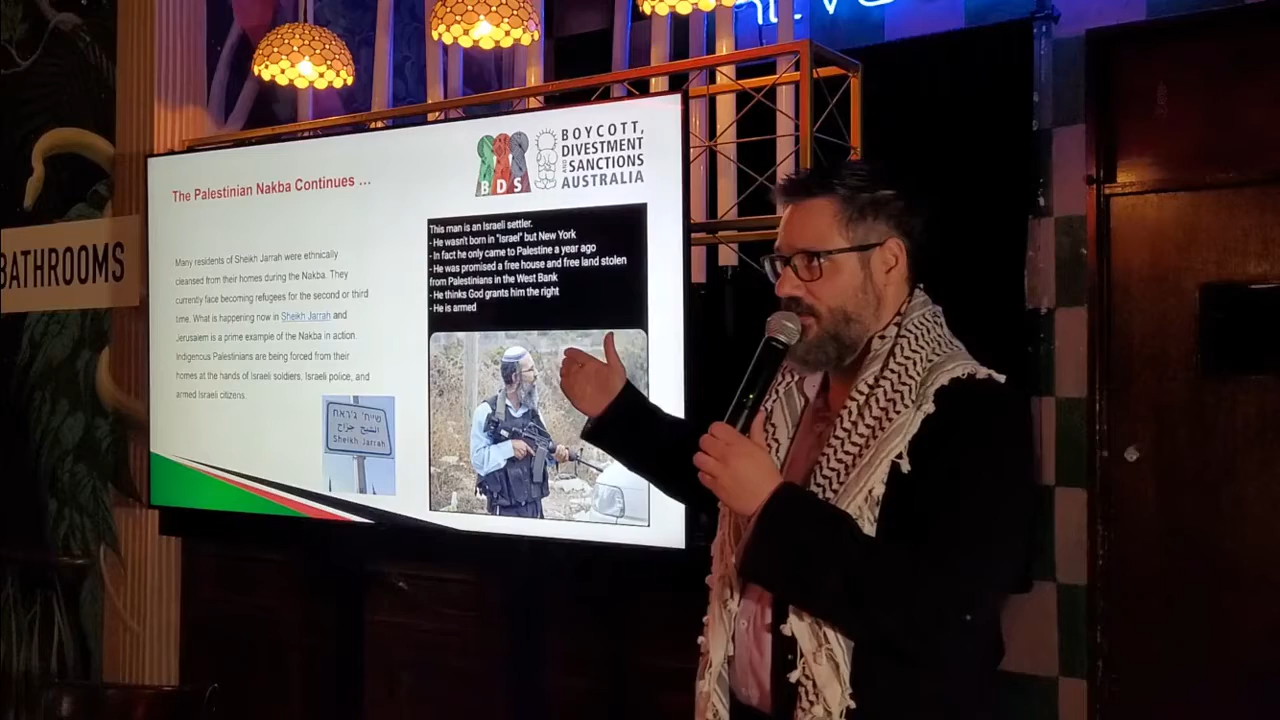 BATHROOMS
The Palestinian Nakba Continues ...
Many residents of Sheikh Jarrah were ethnically
cleansed from their homes during the Nakba. They
currently face becoming refugees for the second or third
time. What is happening now in Sheikh Jarrah and
Jerusalem is a prime example of the Nakba in action.
Indigenous Palestinians are being forced from their
homes at the hands of Israeli soldiers, Israeli police, and
armed Israeli citizens.
שייח' ג'ראח
الشيخ جراح
Sheikh Jarrah
BDS
BOYCOTT,
DIVESTMENT
AND SANCTIONS
AUSTRALIA
This man is an Israeli settler.
- He wasn't born in "Israel" but New York
- In fact he only came to Palestine a year ago
- He was promised a free house and free land stolen
from Palestinians in the West Bank
- He thinks God grants him the right
- He is armed